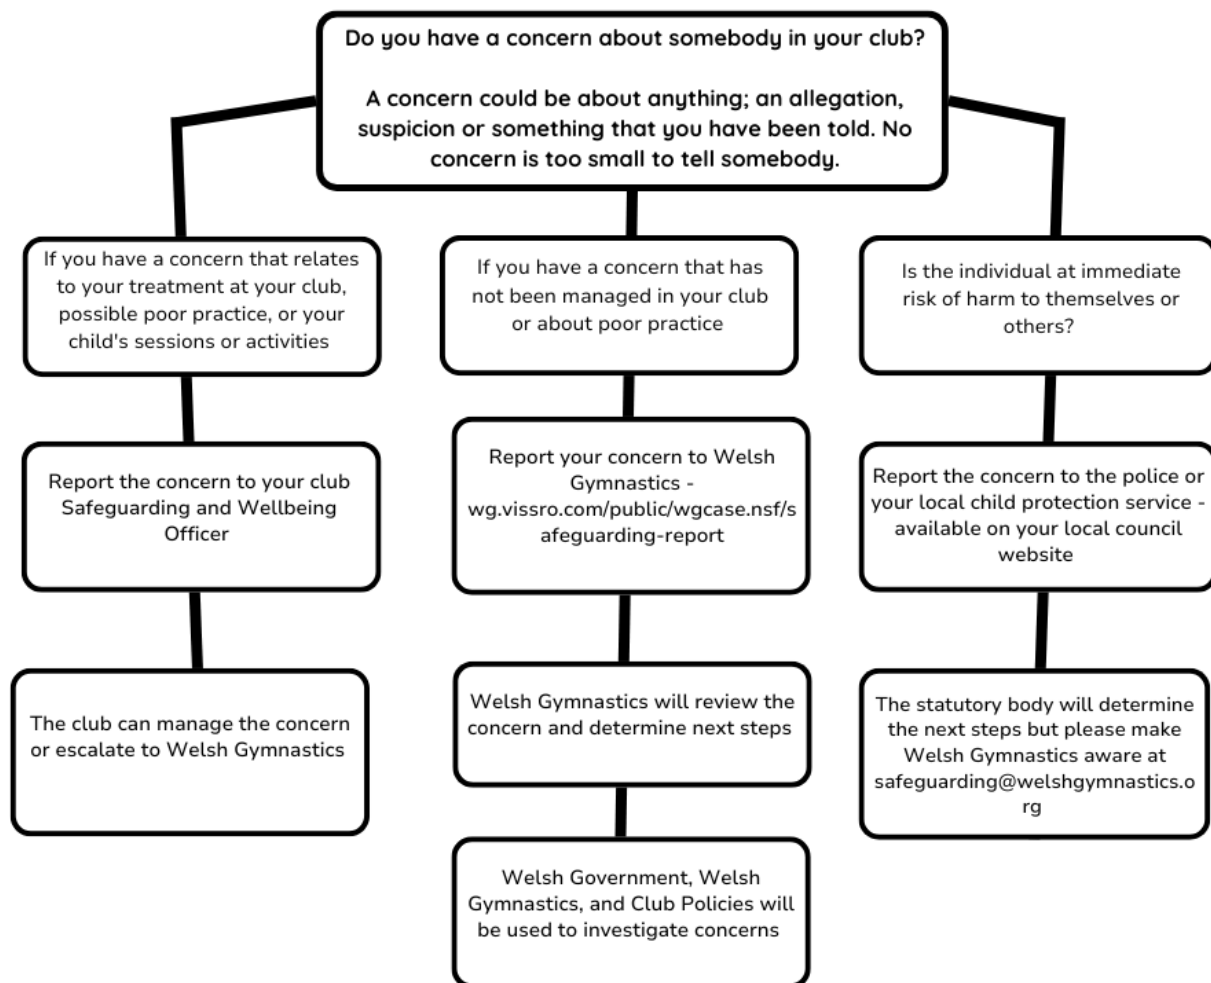 Do you have a concern about somebody in your club?
A concern could be about anything; an allegation,
suspicion or something that you have been told. No
concern is too small to tell somebody.
If you have a concern that relates
to your treatment at your club,
possible poor practice, or your
child's sessions or activities
Report the concern to your club
Safeguarding and Wellbeing
Officer
The club can manage the concern
or escalate to Welsh Gymnastics
If you have a concern that has
not been managed in your club
or about poor practice
Report your concern to Welsh
Gymnastics -
wg.vissro.com/public/wgcase.nsf/s
afeguarding-report
Welsh Gymnastics will review the
concern and determine next steps
Welsh Government, Welsh
Gymnastics, and Club Policies will
be used to investigate concerns
Is the individual at immediate
risk of harm to themselves or
others?
Report the concern to the police or
your local child protection service -
available on your local council
website
The statutory body will determine
the next steps but please make
Welsh Gymnastics aware at
safeguarding@welshgymnastics.o
rg